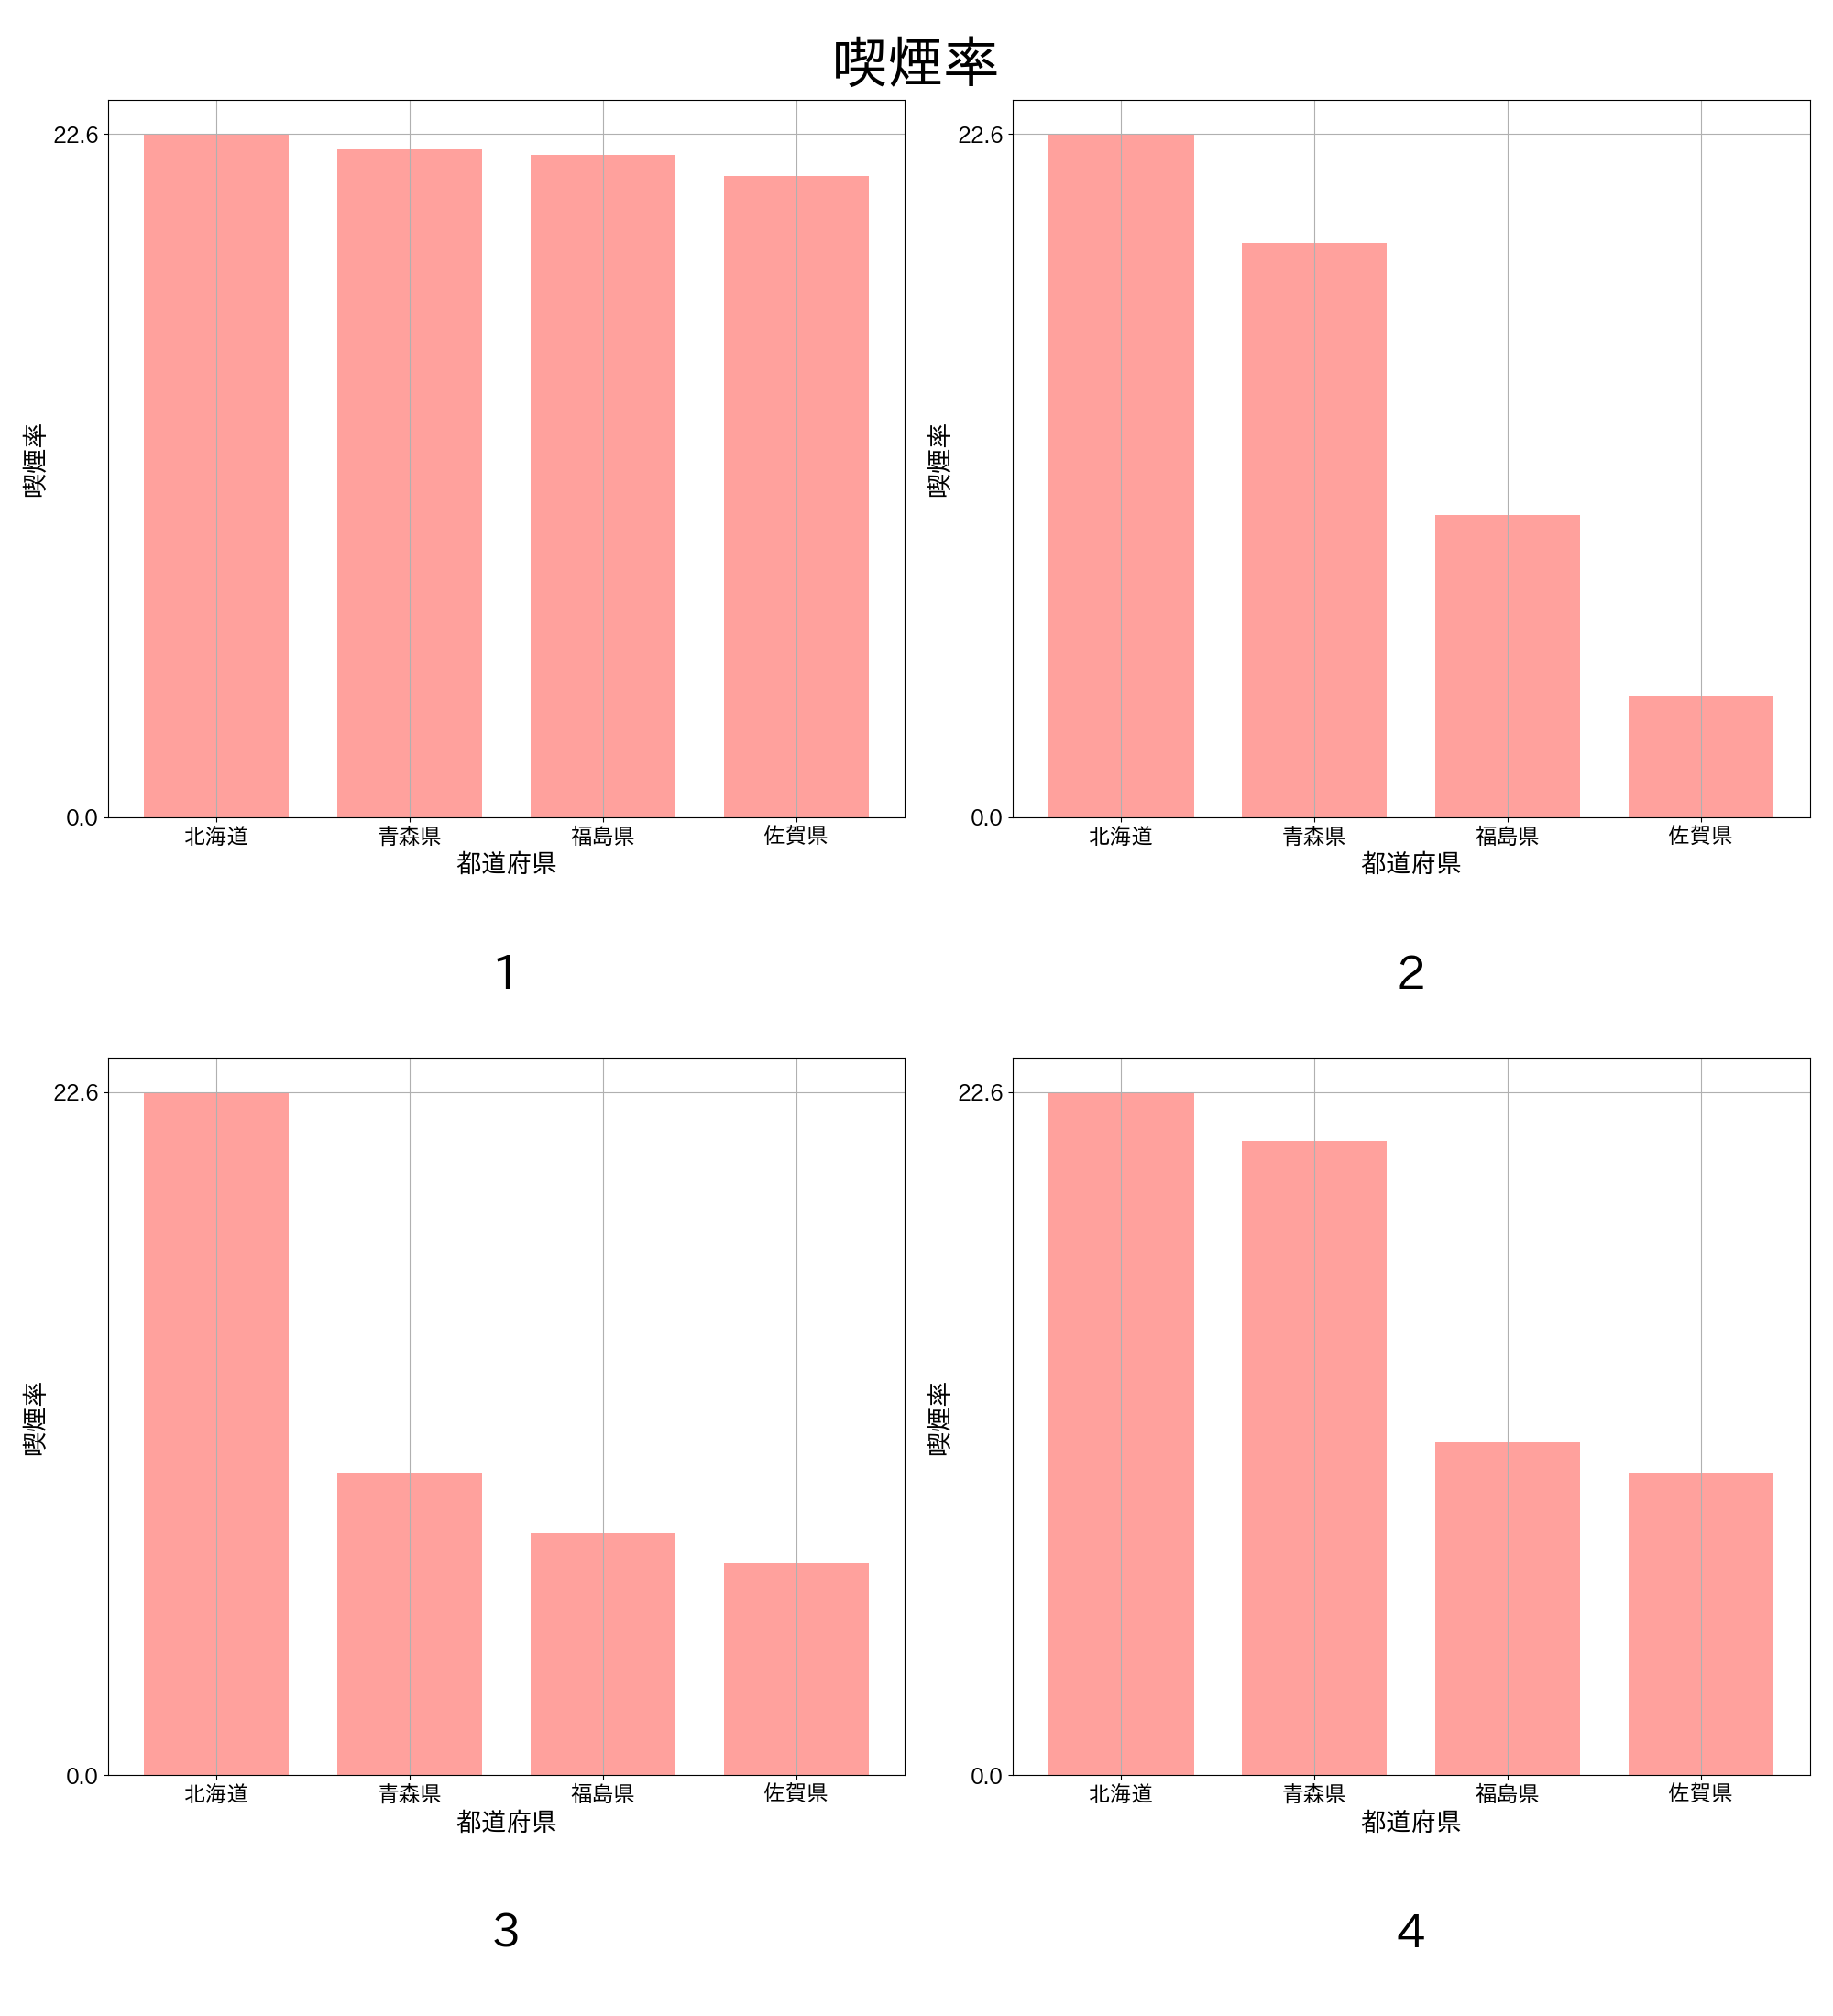 喫煙率
22.6
0.0
喫煙率
北海道 青森県 福島県 佐賀県
都道府県
1
22.6
0.0
喫煙率
北海道 青森県 福島県 佐賀県
都道府県
2
22.6
0.0
喫煙率
北海道 青森県 福島県 佐賀県
都道府県
3
22.6
0.0
喫煙率
北海道 青森県 福島県 佐賀県
都道府県
4